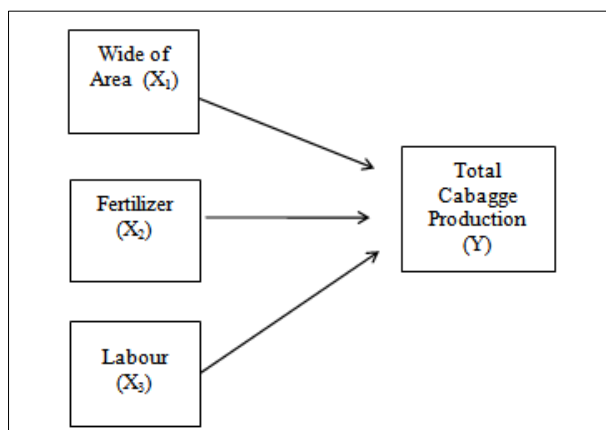 Wide of
Area (X₁)
Fertilizer
(X₂)
Labour
(X₃)
Total
Cabagge
Production
(Y)